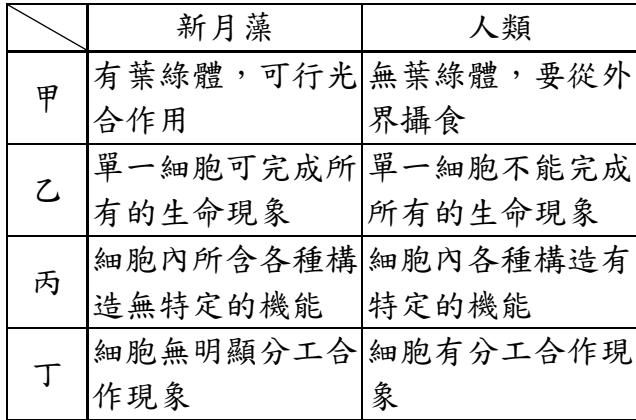 新月藻 人類
甲 有葉綠體，可行光 無葉綠體，要從外
合作用 界攝食
乙 單一細胞可完成所 單一細胞不能完成
有的生命現象 所有的生命現象
丙 細胞內所含各種構 細胞內各種構造有
造無特定的機能 特定的機能
丁 細胞無明顯分工合 細胞有分工合作現
作現象 象